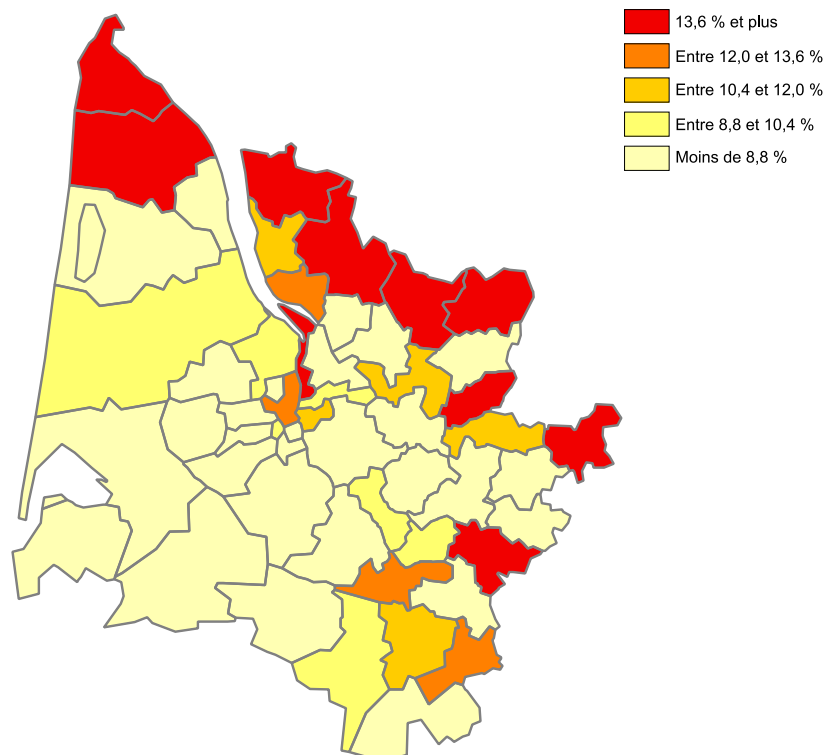 13,6 % et plus
Entre 12,0 et 13,6 %
Entre 10,4 et 12,0 %
Entre 8,8 et 10,4 %
Moins de 8,8 %